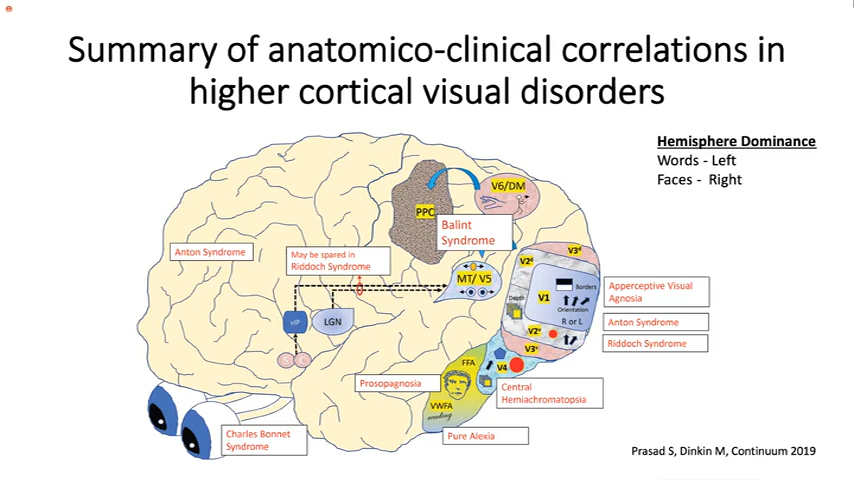 Summary of anatomico-clinical correlations in
higher cortical visual disorders
Hemisphere Dominance
Words - Left
Faces - Right
V6/DM
PPC
Balint
Syndrome
Anton Syndrome
May be spared in
Riddoch Syndrome
MT/ V5
V3d
V2d
V1
Borders
Depth
Orientation
R or L
V2v
V3v
Apperceptive Visual
Agnosia
Anton Syndrome
Riddoch Syndrome
vIP
LGN
S
C
FFA
V4
Prosopagnosia
VWFA
reading
Central
Hemiachromatopsia
Charles Bonnet
Syndrome
Pure Alexia
Prasad S, Dinkin M, Continuum 2019